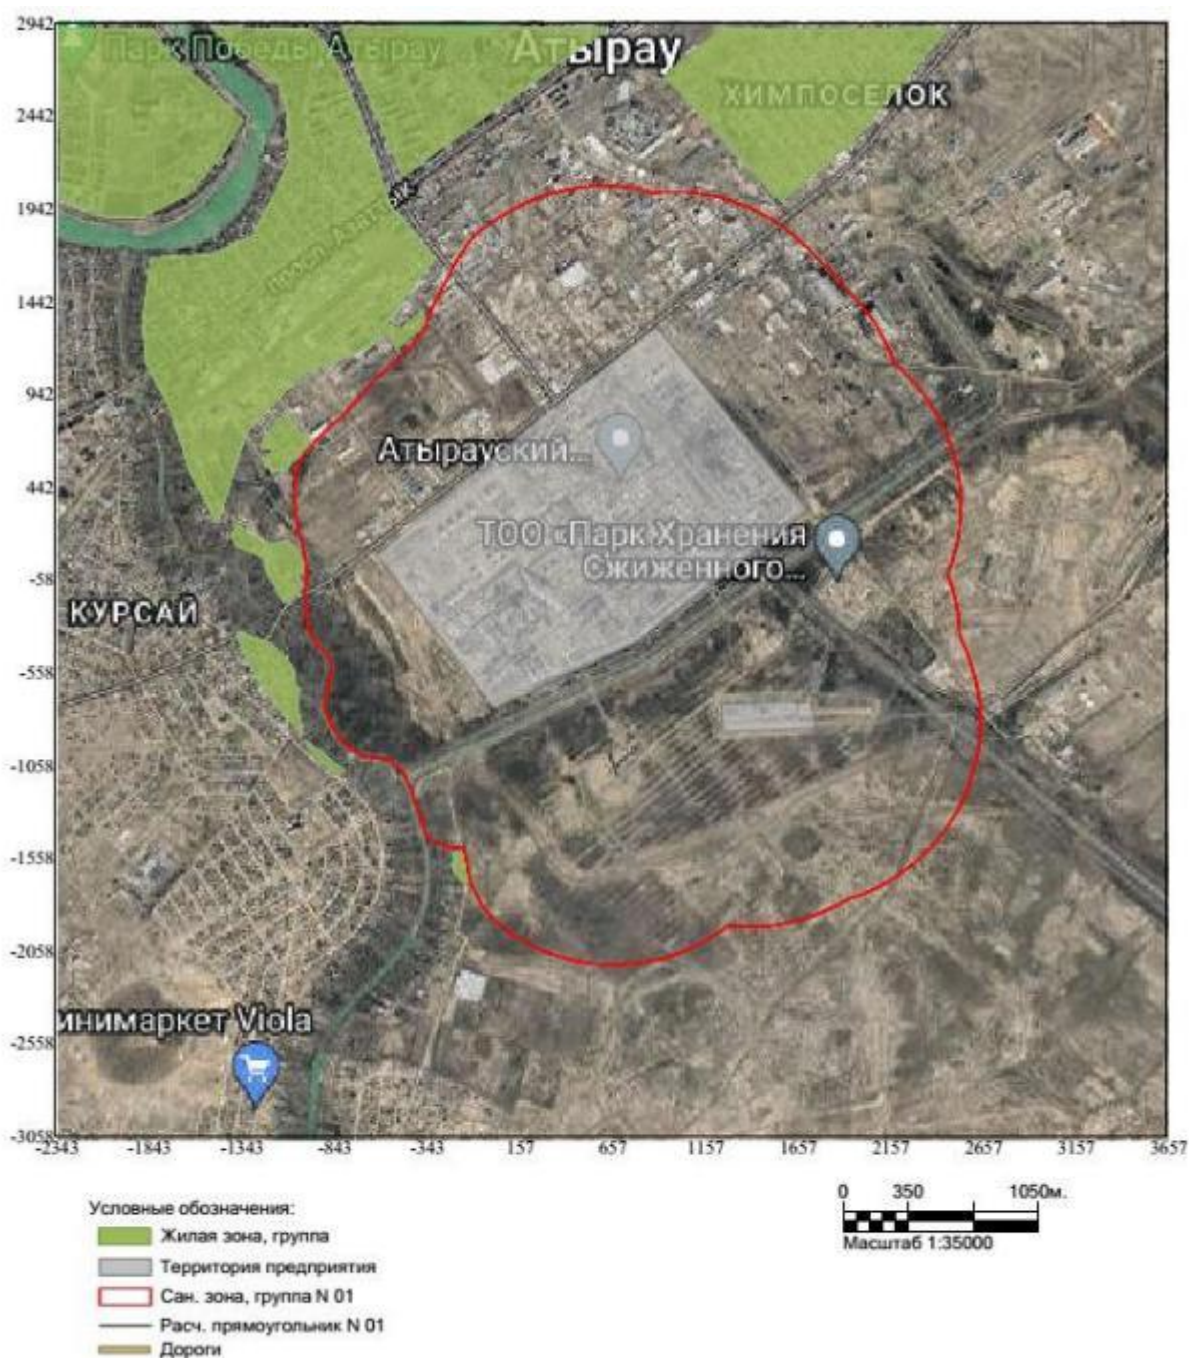 2942
Парк Победы Атырау
Атырау
ХИМПОСЕЛОК
2442
1942
просп. Азаттык
1442
942
Атырауский...
442
ТОО «Парк Хранения
Сжиженного...
-58
КУРСАЙ
-558
-1058
-1558
-2058
инимаркет Viola
-2558
-3058
-2343 -1843 -1343 -843 -343 157 657 1157 1657 2157 2657 3157 3657
Условные обозначения:
Жилая зона, группа
Территория предприятия
Сан. зона, группа N 01
Расч. прямоугольник N 01
Дороги
0 350 1050м.
Масштаб 1:35000